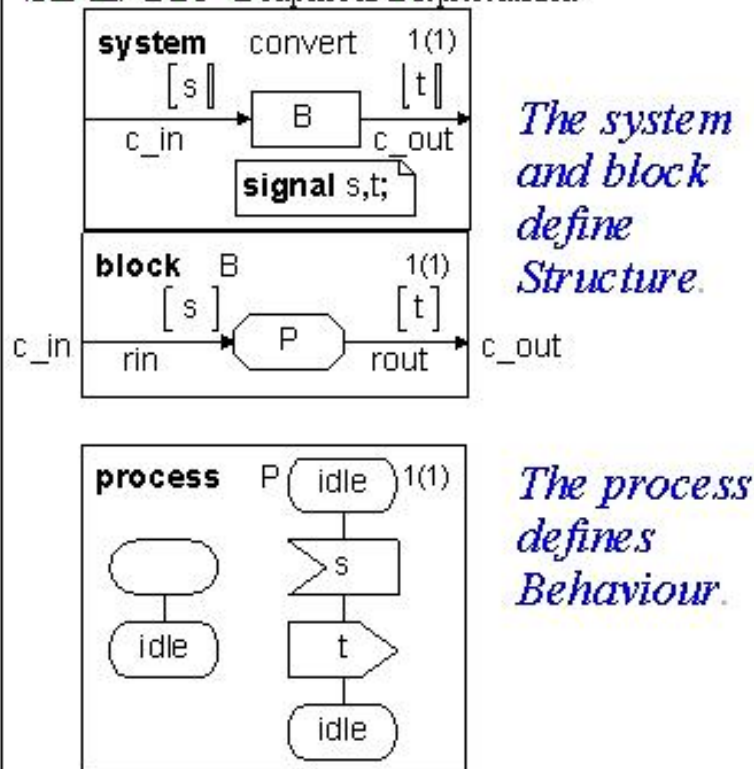 system convert 1(1)
[s] [t]
B
c_in c_out
signal s,t;
The system
and block
define
Structure.
block B 1(1)
[s] [t]
c_in P c_out
rin rout
process P idle 1(1)
s
idle t
idle
The process
defines
Behaviour.